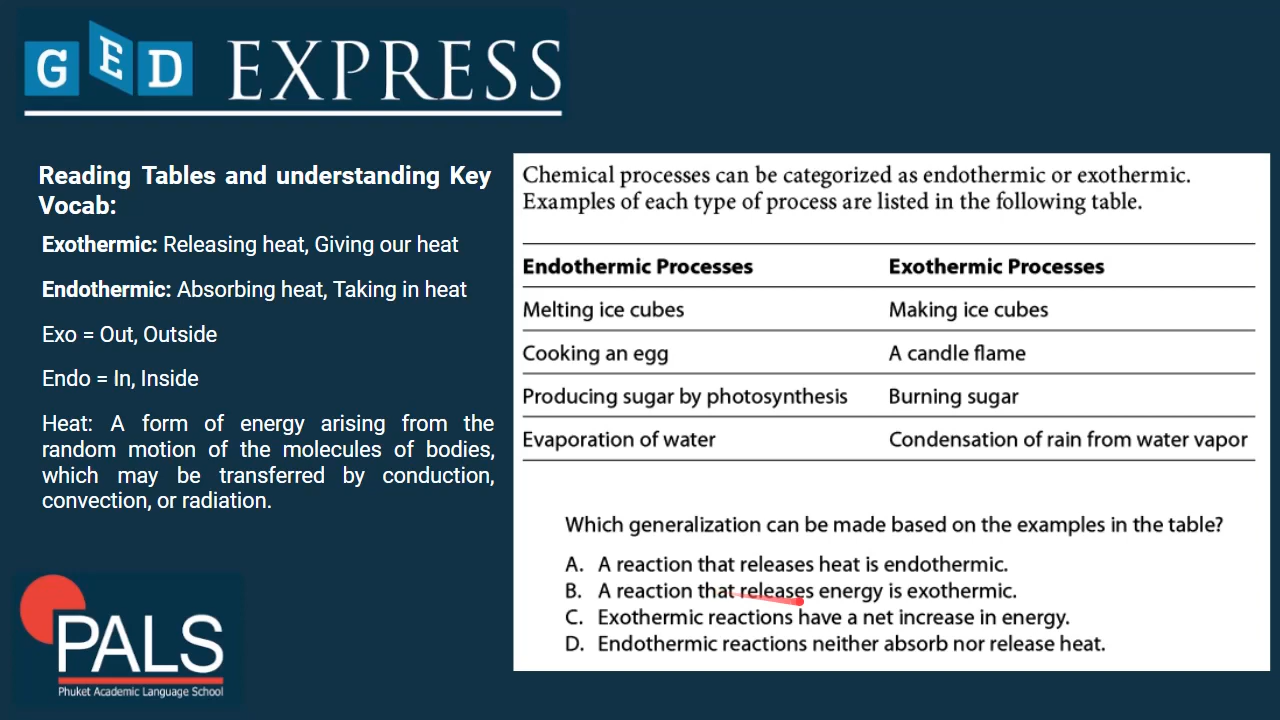 GED EXPRESS
Reading Tables and understanding Key
Vocab:
Exothermic: Releasing heat, Giving our heat
Endothermic: Absorbing heat, Taking in heat
Exo = Out, Outside
Endo = In, Inside
Heat: A form of energy arising from the
random motion of the molecules of bodies,
which may be transferred by conduction,
convection, or radiation.
PALS
Phuket Academic Language School
Chemical processes can be categorized as endothermic or exothermic.
Examples of each type of process are listed in the following table.
Endothermic Processes Exothermic Processes
Melting ice cubes Making ice cubes
Cooking an egg A candle flame
Producing sugar by photosynthesis Burning sugar
Evaporation of water Condensation of rain from water vapor
Which generalization can be made based on the examples in the table?
A. A reaction that releases heat is endothermic.
B. A reaction that releases energy is exothermic.
C. Exothermic reactions have a net increase in energy.
D. Endothermic reactions neither absorb nor release heat.